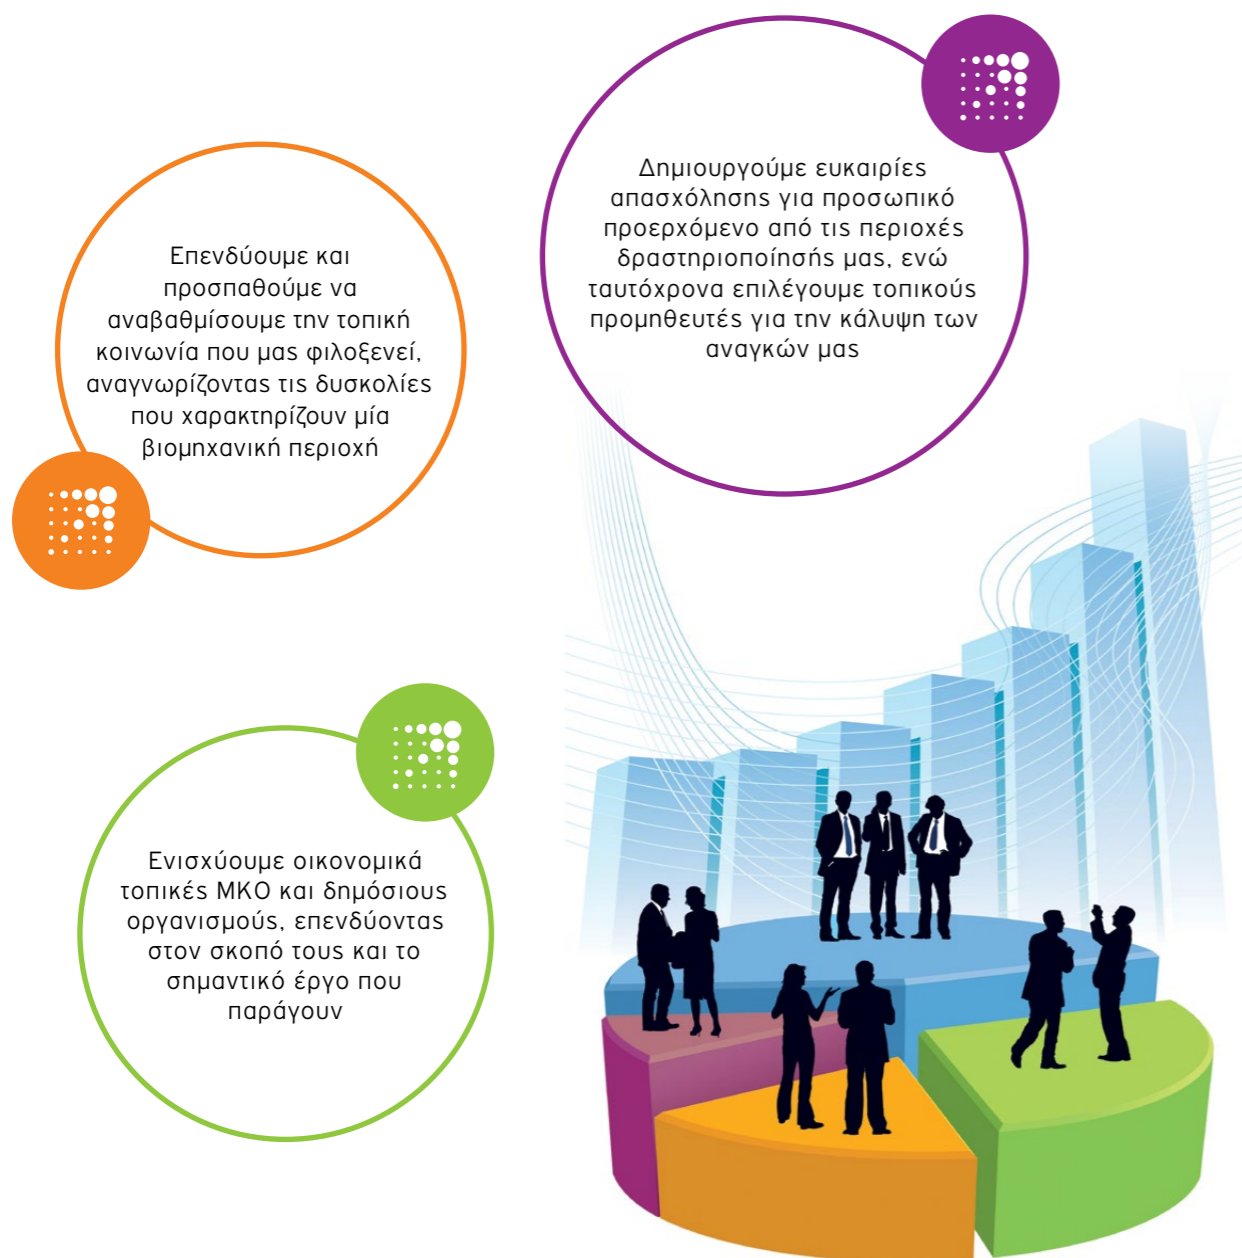 Επενδύουμε και
προσπαθούμε να
αναβαθμίσουμε την τοπική
κοινωνία που μας φιλοξενεί,
αναγνωρίζοντας τις δυσκολίες
που χαρακτηρίζουν μία
βιομηχανική περιοχή
Δημιουργούμε ευκαιρίες
απασχόλησης για προσωπικό
προερχόμενο από τις περιοχές
δραστηριοποίησής μας, ενώ
ταυτόχρονα επιλέγουμε τοπικούς
προμηθευτές για την κάλυψη των
αναγκών μας
Ενισχύουμε οικονομικά
τοπικές ΜΚΟ και δημόσιους
οργανισμούς, επενδύοντας
στον σκοπό τους και το
σημαντικό έργο που
παράγουν